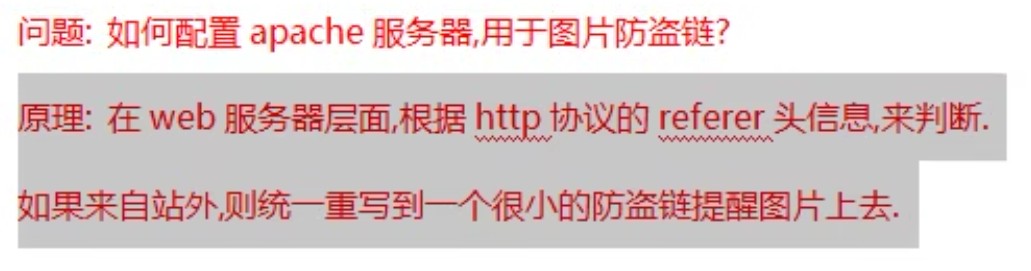 问题: 如何配置 apache 服务器,用于图片防盗链?
原理: 在 web 服务器层面,根据 http 协议的 referer 头信息,来判断.
如果来自站外,则统一重写到一个很小的防盗链提醒图片上去.